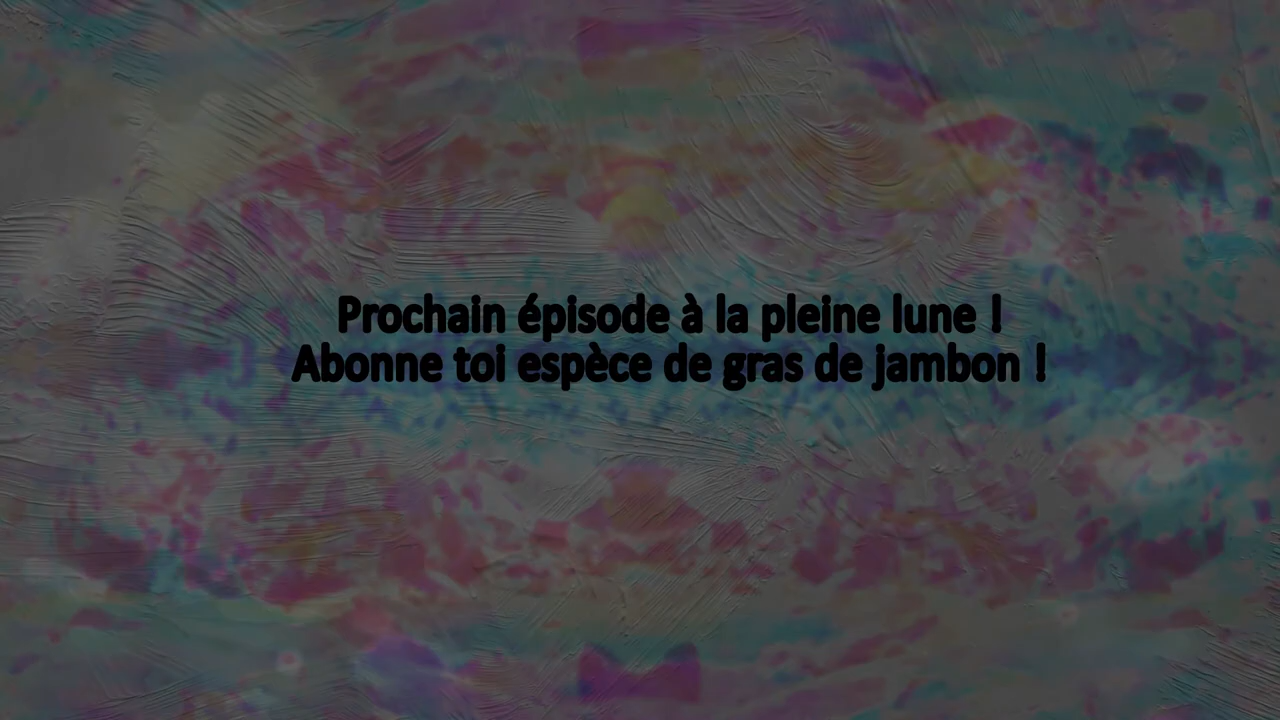 Prochain épisode à la pleine lune !
Abonne toi espèce de gras de jambon !